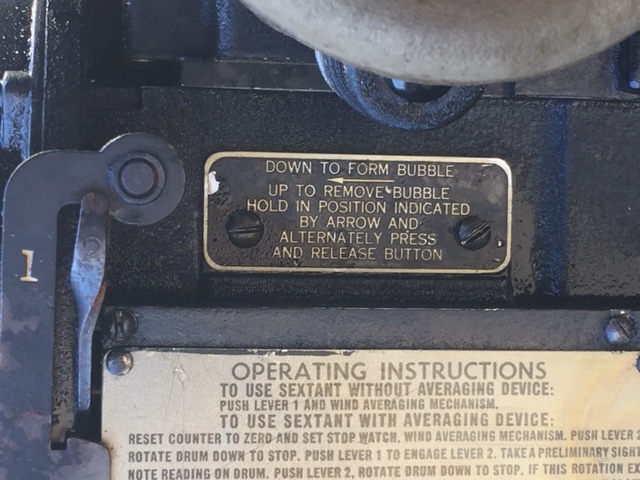 DOWN TO FORM BUBBLE
UP TO REMOVE BUBBLE
HOLD IN POSITION INDICATED
BY ARROW AND
ALTERNATELY PRESS
AND RELEASE BUTTON
1
OPERATING INSTRUCTIONS
TO USE SEXTANT WITHOUT AVERAGING DEVICE:
PUSH LEVER 1 AND WIND AVERAGING MECHANISM.
TO USE SEXTANT WITH AVERAGING DEVICE:
RESET COUNTER TO ZERO AND SET STOP WATCH. WIND AVERAGING MECHANISM. PUSH LEVER 2
ROTATE DRUM DOWN TO STOP. PUSH LEVER 1 TO ENGAGE LEVER 2. TAKE A PRELIMINARY SIGHT
NOTE READING ON DRUM. PUSH LEVER 2, ROTATE DRUM DOWN TO STOP. IF THIS ROTATION EX